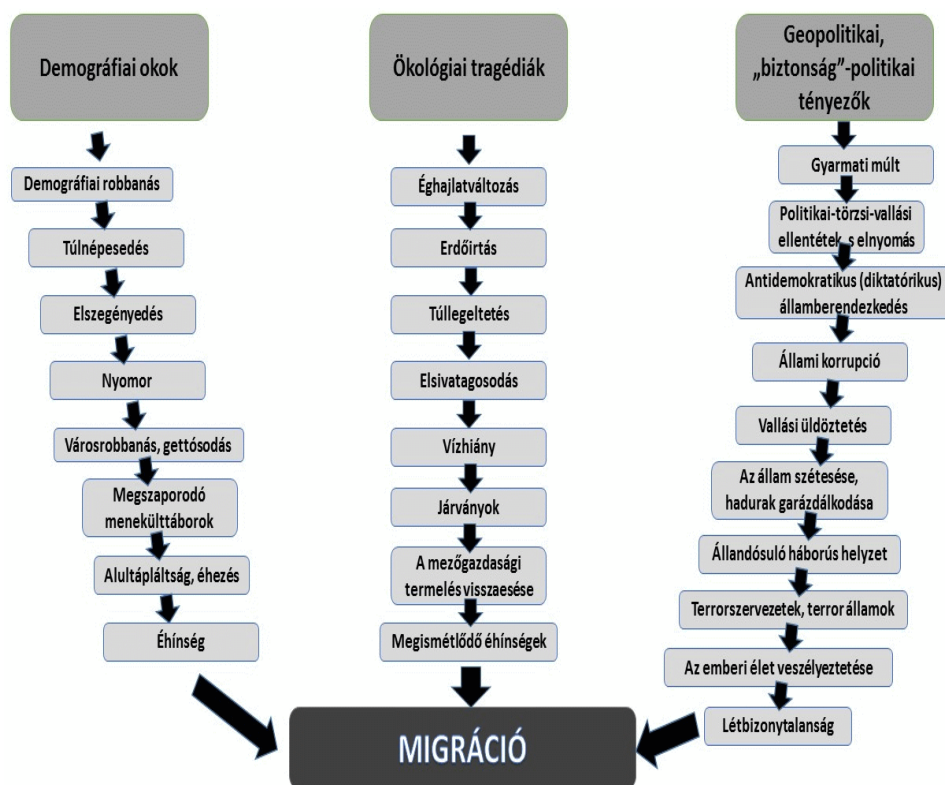 Demográfiai okok
Demográfiai robbanás
Túlnépesedés
Elszegényedés
Nyomor
Városrobbanás, gettósodás
Megszaporodó
menekülttáborok
Alultápláltság, éhezés
Éhínség
Ökológiai tragédiák
Éghajlatváltozás
Erdőirtás
Túllegeltetés
Elsivatagosodás
Vízhiány
Járványok
A mezőgazdasági
termelés visszaesése
Megismétlődő éhínségek
Geopolitikai,
„biztonság”-politikai
tényezők
Gyarmati múlt
Politikai-törzsi-vallási
ellentétek, s elnyomás
Antidemokratikus (diktatórikus)
államberendezkedés
Állami korrupció
Vallási üldöztetés
Az állam szétesése,
hadurak garázdálkodása
Állandósuló háborús helyzet
Terrorszervezetek, terror államok
Az emberi élet veszélyeztetése
Létbizonytalanság
MIGRÁCIÓ